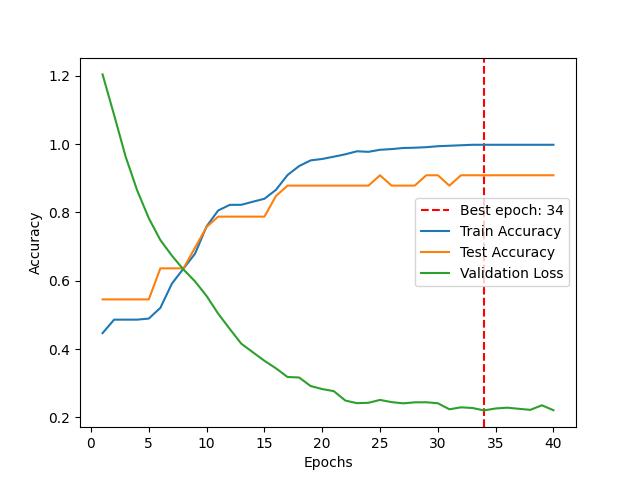 1.2
1.0
0.8
0.6
0.4
0.2
Accuracy
Best epoch: 34
Train Accuracy
Test Accuracy
Validation Loss
0 5 10 15 20 25 30 35 40
Epochs